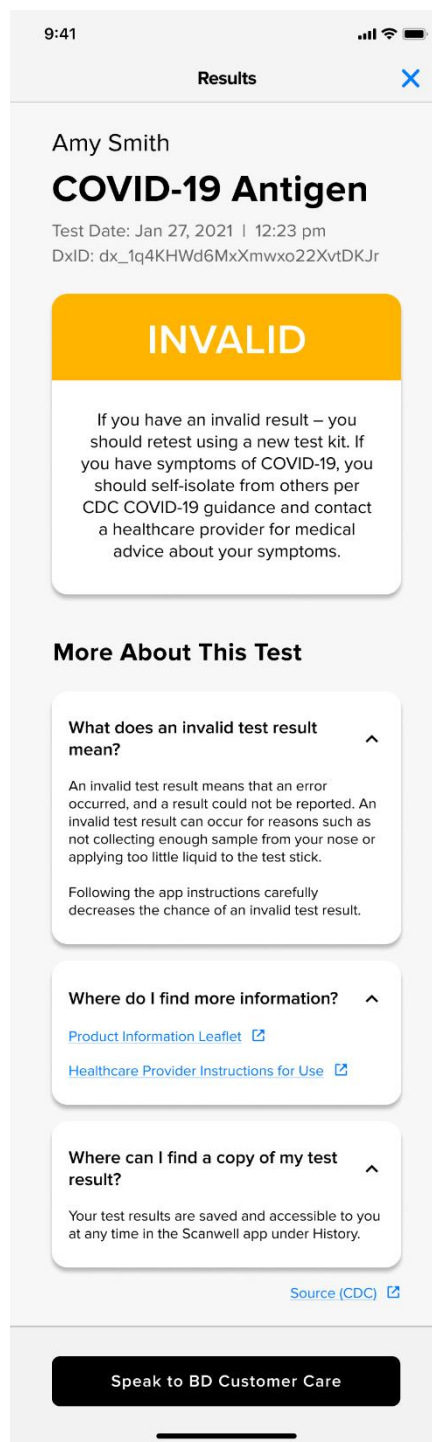 9:41
Results
Amy Smith
COVID-19 Antigen
Test Date: Jan 27, 2021 | 12:23 pm
DxID: dx_1q4KHWd6MxXmwxo22XvtDKJr
INVALID
If you have an invalid result – you
should retest using a new test kit. If
you have symptoms of COVID-19, you
should self-isolate from others per
CDC COVID-19 guidance and contact
a healthcare provider for medical
advice about your symptoms.
More About This Test
What does an invalid test result
mean?
An invalid test result means that an error
occurred, and a result could not be reported. An
invalid test result can occur for reasons such as
not collecting enough sample from your nose or
applying too little liquid to the test stick.
Following the app instructions carefully
decreases the chance of an invalid test result.
Where do I find more information?
Product Information Leaflet
Healthcare Provider Instructions for Use
Where can I find a copy of my test
result?
Your test results are saved and accessible to you
at any time in the Scanwell app under History.
Source (CDC)
Speak to BD Customer Care